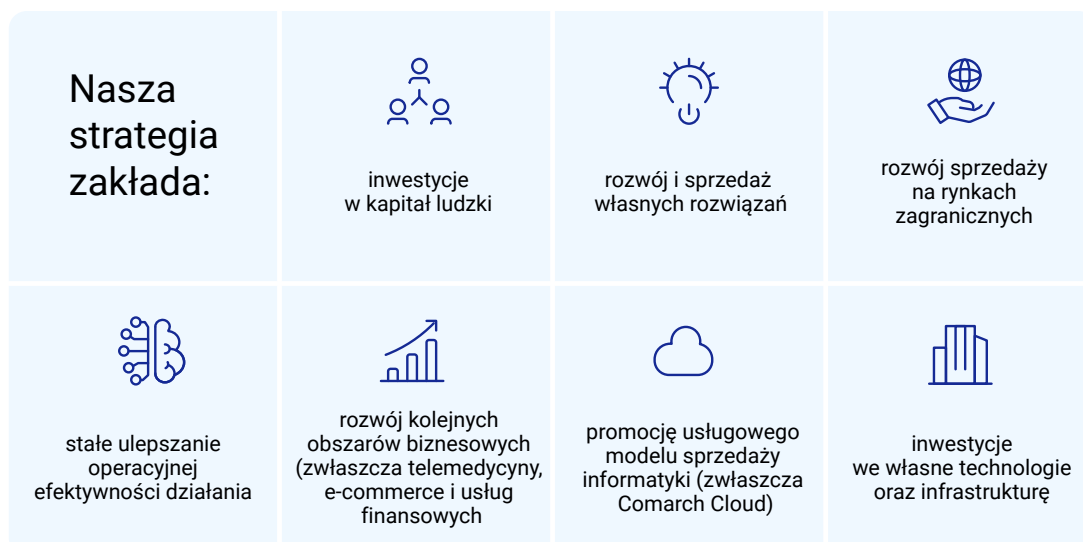 Nasza
strategia
zakłada:
inwestycje
w kapitał ludzki
rozwój i sprzedaż
własnych rozwiązań
rozwój sprzedaży
na rynkach
zagranicznych
stałe ulepszanie
operacyjnej
efektywności działania
rozwój kolejnych
obszarów biznesowych
(zwłaszcza telemedycyny,
e-commerce i usług
finansowych
promocję usługowego
modelu sprzedaży
informatyki (zwłaszcza
Comarch Cloud)
inwestycje
we własne technologie
oraz infrastrukturę